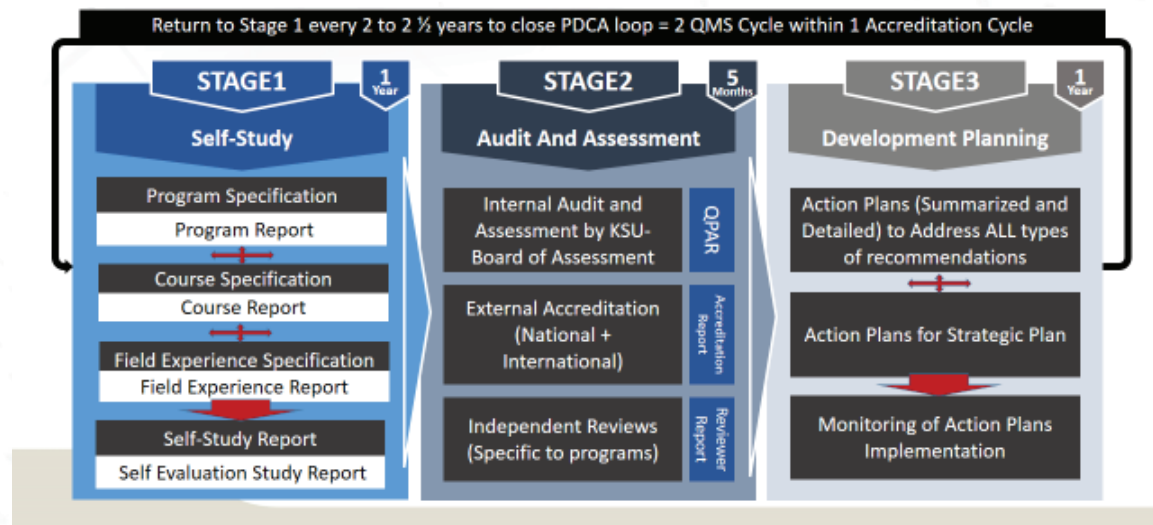 Return to Stage 1 every 2 to 2 ½ years to close PDCA loop = 2 QMS Cycle within 1 Accreditation Cycle
STAGE1
1
Year
Self-Study
Program Specification
Program Report
Course Specification
Course Report
Field Experience Specification
Field Experience Report
Self-Study Report
Self Evaluation Study Report
STAGE2
5
Months
Audit And Assessment
Internal Audit and
Assessment by KSU-
Board of Assessment
QPAR
External Accreditation
(National +
International)
Accreditation
Report
Independent Reviews
(Specific to programs)
Reviewer
Report
STAGE3
1
Year
Development Planning
Action Plans (Summarized and
Detailed) to Address ALL types
of recommendations
Action Plans for Strategic Plan
Monitoring of Action Plans
Implementation